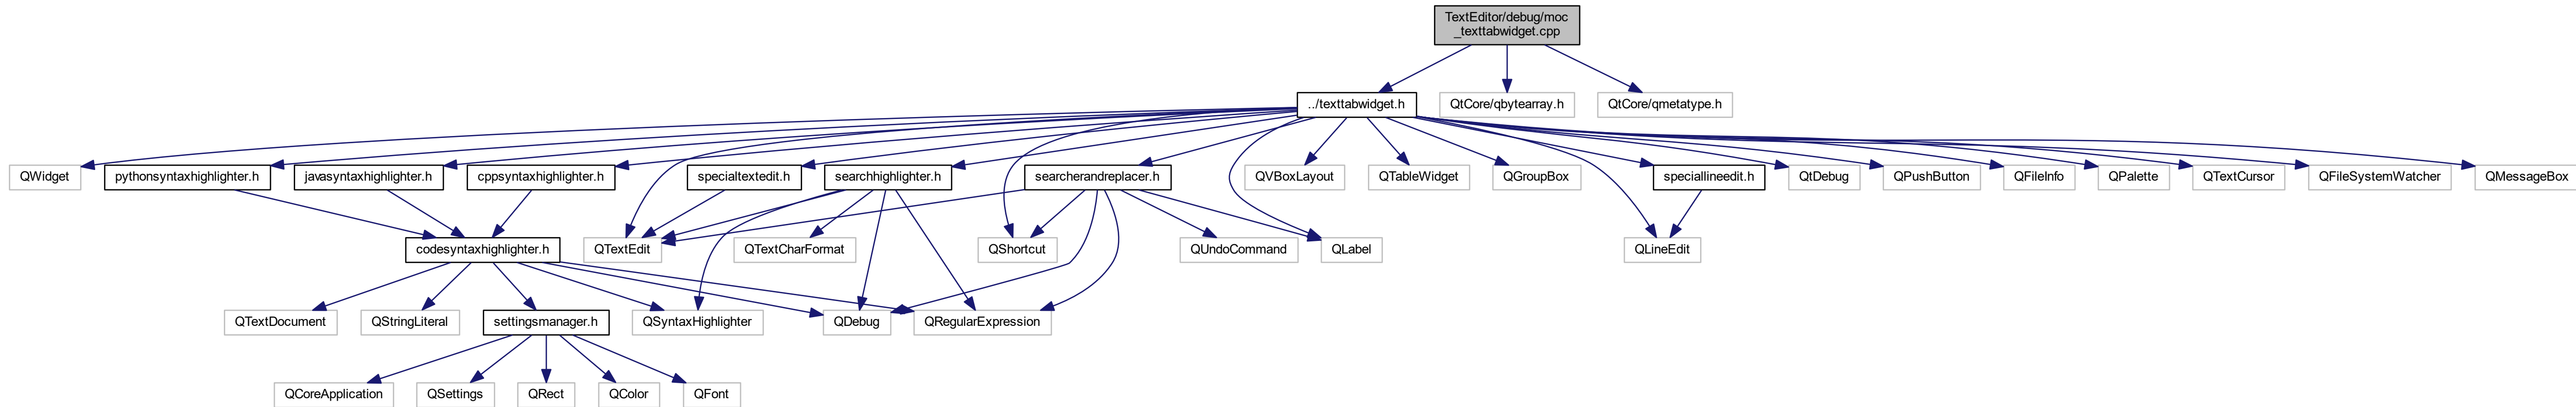 TextEditor/debug/moc
_texttabwidget.cpp
../texttabwidget.h
QtCore/qbytearray.h
QtCore/qmetatype.h
QWidget
pythonsyntaxhighlighter.h
javasyntaxhighlighter.h
cppsyntaxhighlighter.h
specialtextedit.h
searchhighlighter.h
searcherandreplacer.h
QVBoxLayout
QTableWidget
QGroupBox
speciallineedit.h
QtDebug
QPushButton
QFileInfo
QPalette
QTextCursor
QFileSystemWatcher
QMessageBox
codesyntaxhighlighter.h
QTextEdit
QTextCharFormat
QShortcut
QUndoCommand
QLabel
QLineEdit
QTextDocument
QStringLiteral
settingsmanager.h
QSyntaxHighlighter
QDebug
QRegularExpression
QCoreApplication
QSettings
QRect
QColor
QFont